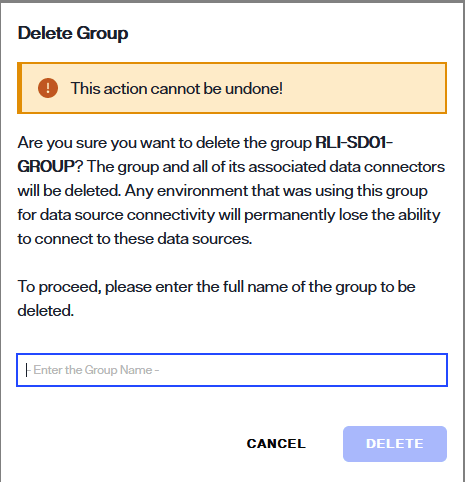 Delete Group
This action cannot be undone!
Are you sure you want to delete the group RLI-SD01-
GROUP? The group and all of its associated data connectors
will be deleted. Any environment that was using this group
for data source connectivity will permanently lose the ability
to connect to these data sources.
To proceed, please enter the full name of the group to be
deleted.
- Enter the Group Name -
CANCEL DELETE